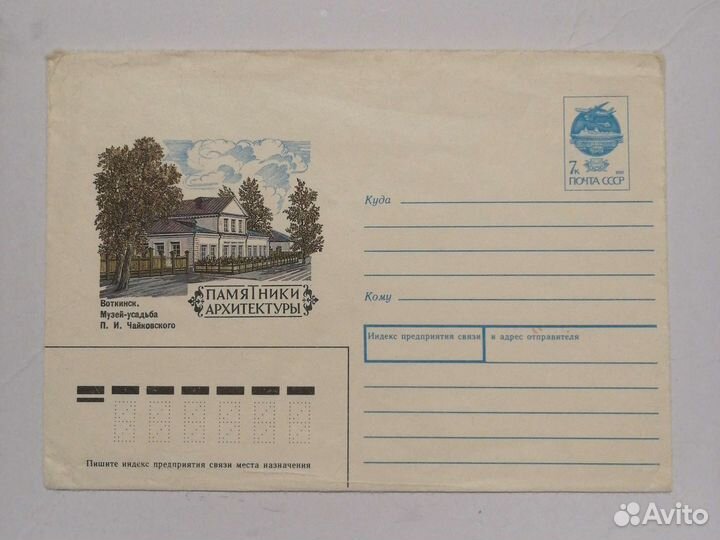 7к
ПОЧТА СССР
Куда
Кому
ПАМЯТНИКИ
АРХИТЕКТУРЫ
Воткинск.
Музей-усадьба
П. И. Чайковского
Индекс предприятия связи и адрес отправителя
Пишите индекс предприятия связи места назначения
Avito